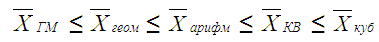 X̅ ГМ ≤ X̅ геом ≤ X̅ арифм ≤ X̅ КВ ≤ X̅ куб